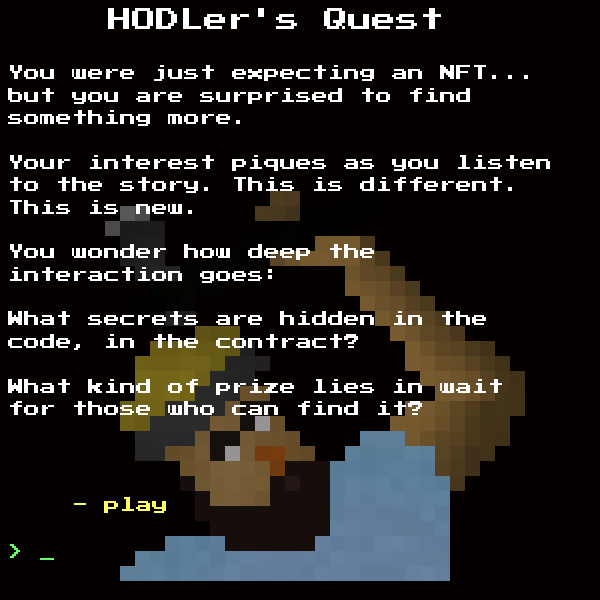 HODLer's Quest
You were just expecting an NFT...
but you are surprised to find
something more.
Your interest piques as you listen
to the story. This is different.
This is new.
You wonder how deep the
interaction goes:
What secrets are hidden in the
code, in the contract?
What kind of prize lies in wait
for those who can find it?
- play
> _